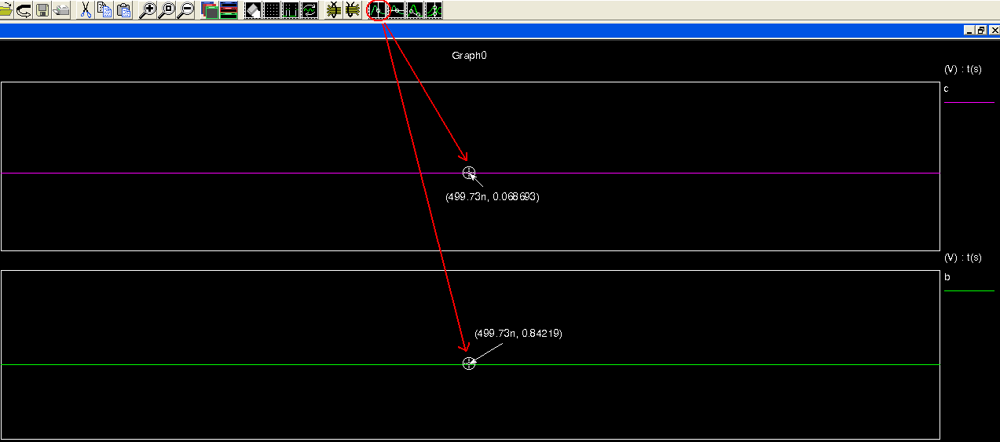 Graph0
(V) : t(s)
c
(499.73n, 0.068693)
(V) : t(s)
b
(499.73n, 0.84219)